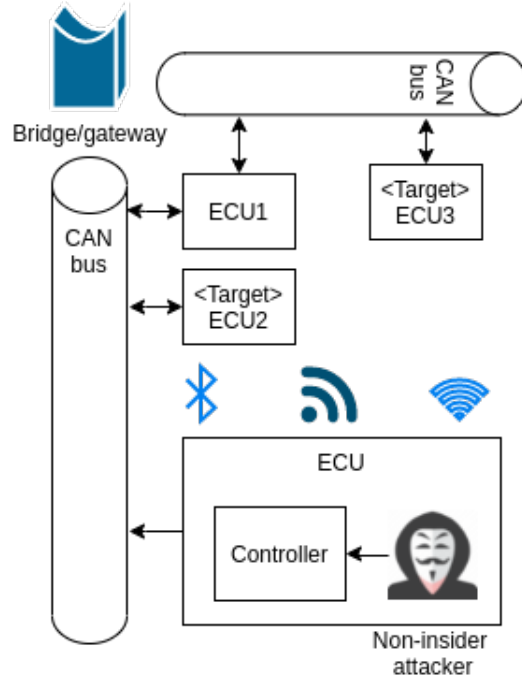 CAN
bus
Bridge/gateway
CAN
bus
ECU1
<Target>
ECU3
<Target>
ECU2
ECU
Controller
Non-insider
attacker